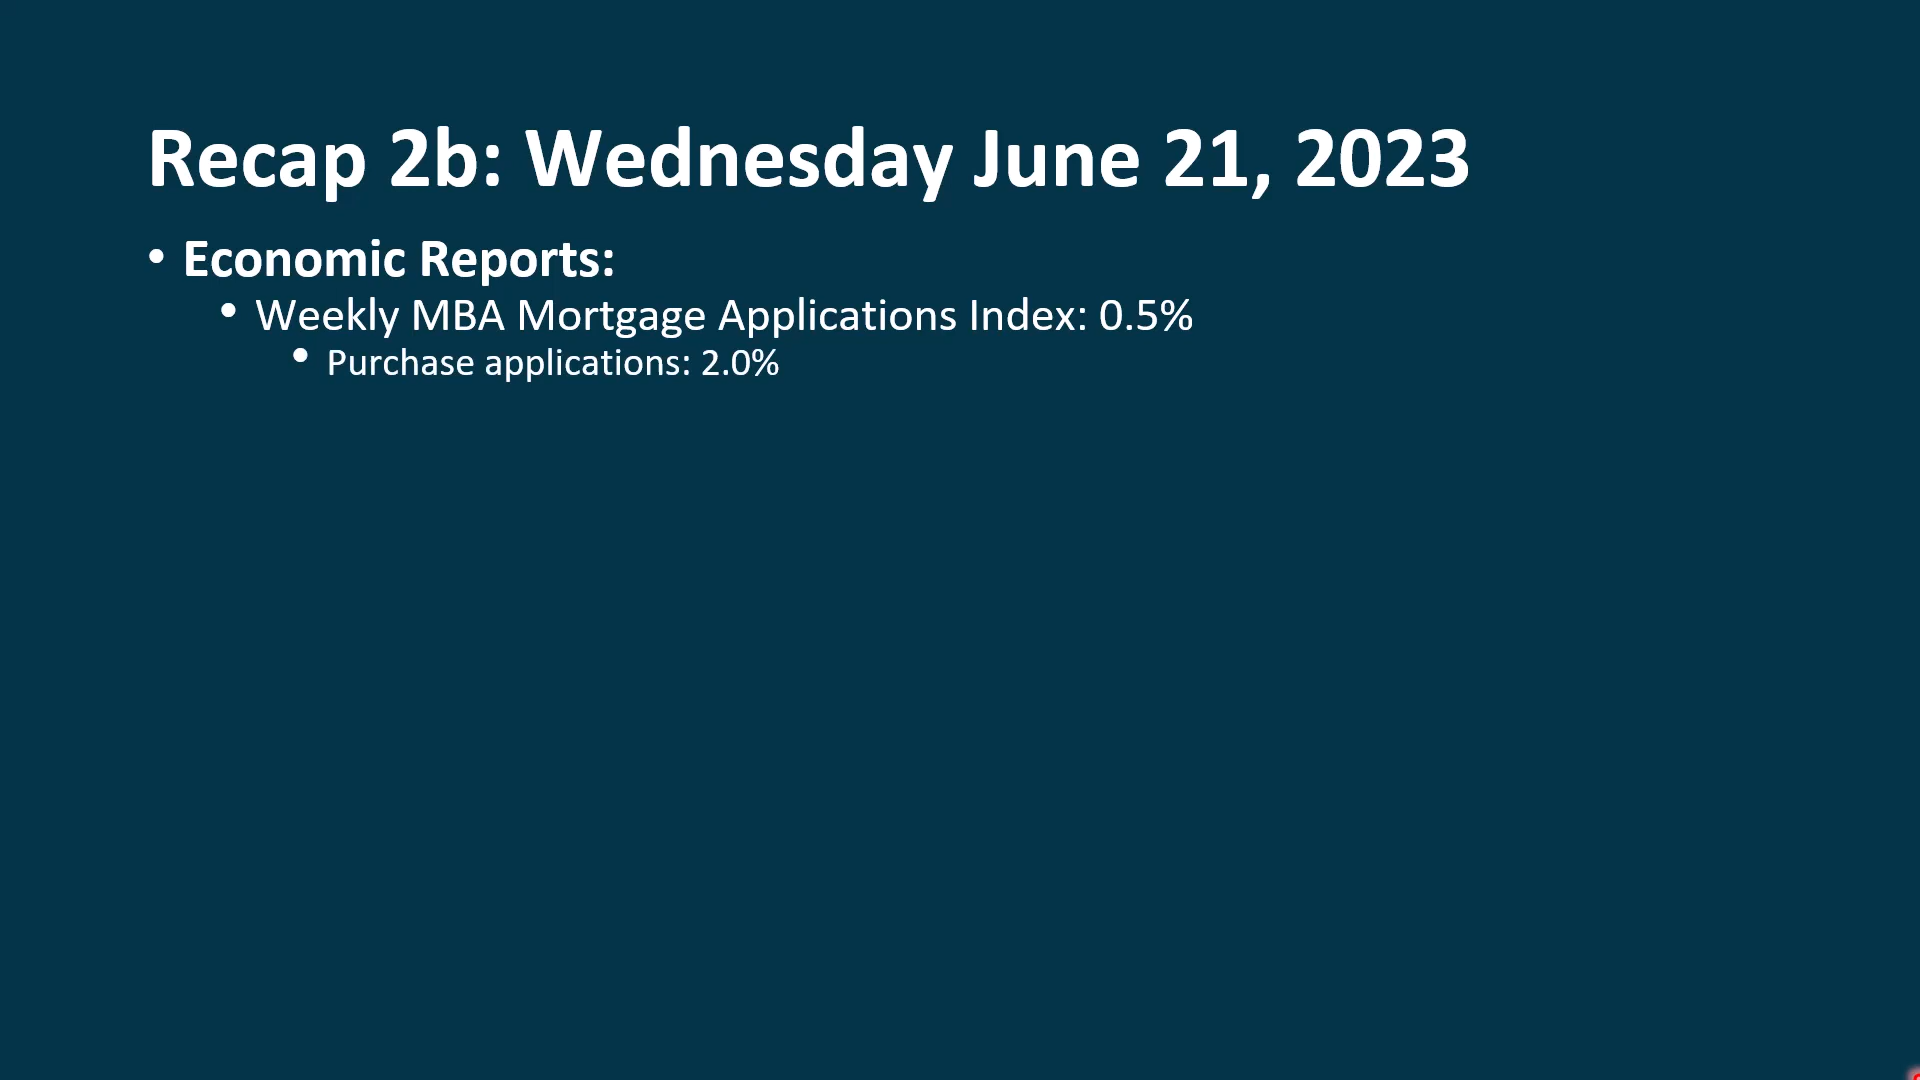 Recap 2b: Wednesday June 21, 2023
• Economic Reports:
• Weekly MBA Mortgage Applications Index: 0.5%
• Purchase applications: 2.0%